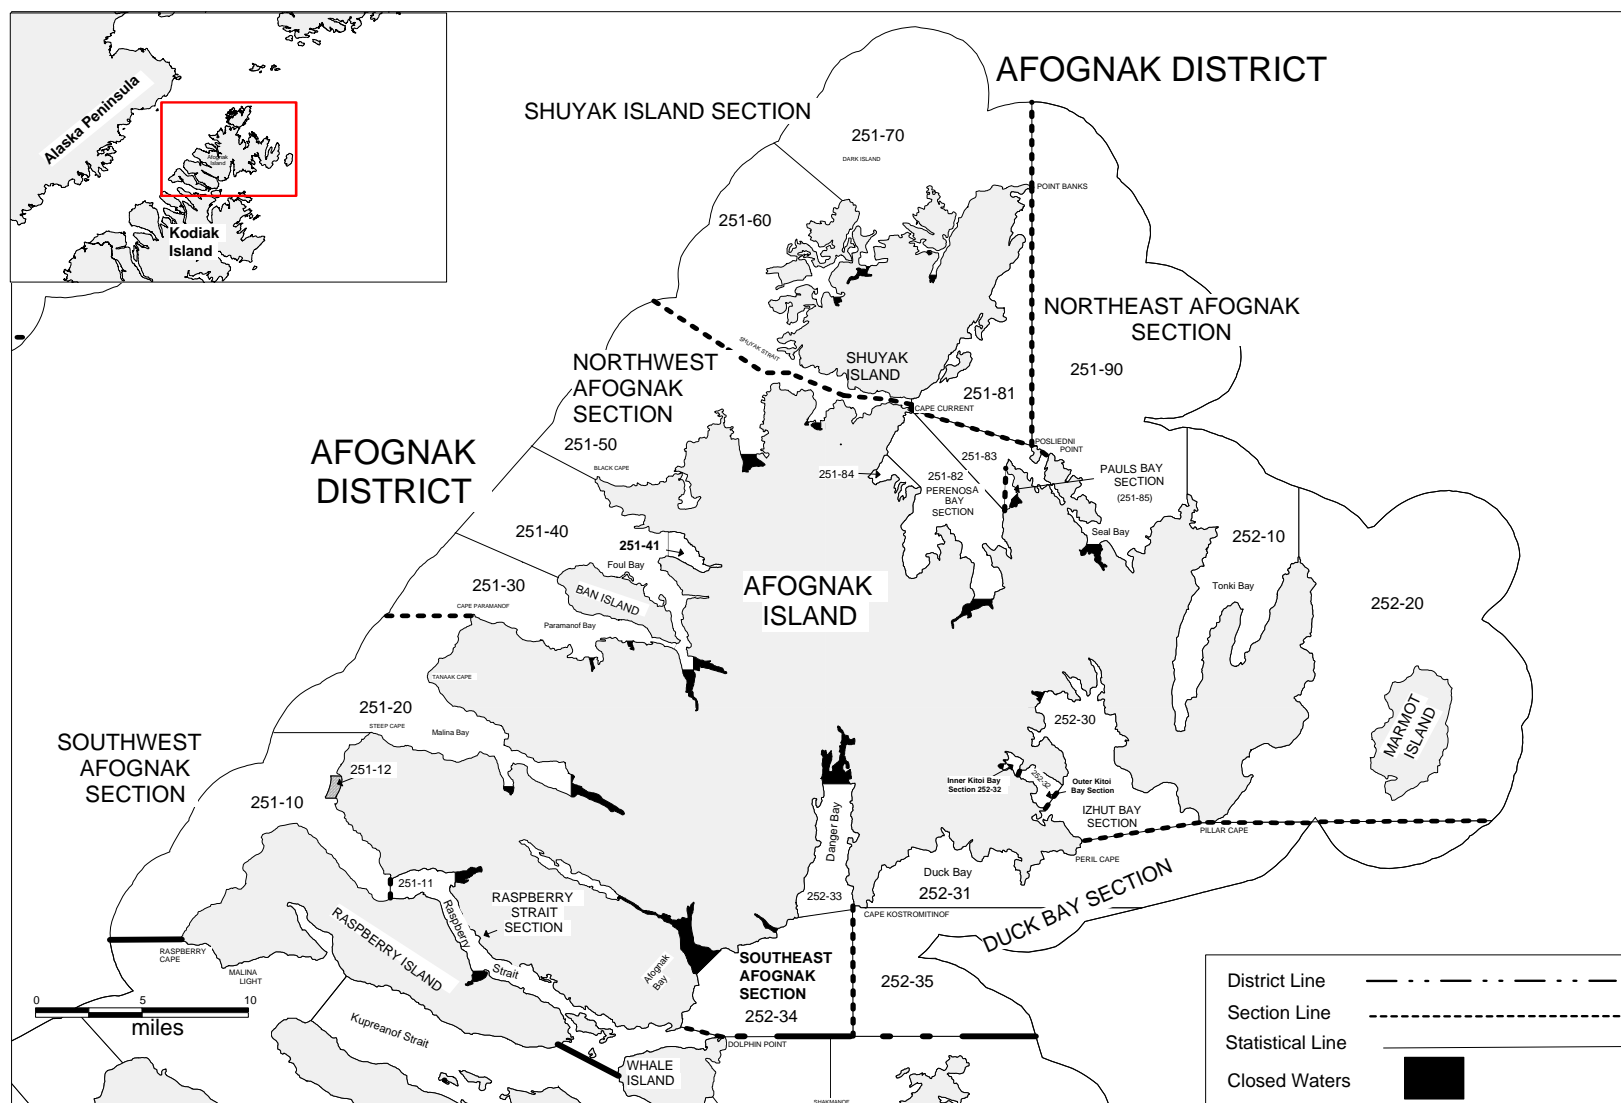 AFOGNAK DISTRICT
SHUYAK ISLAND SECTION
Alaska Peninsula
Afognak
Island
Kodiak
Island
251-70
DARK ISLAND
POINT BANKS
251-60
NORTHEAST AFOGNAK
SECTION
SHUYAK STRAIT
SHUYAK
ISLAND
NORTHWEST
AFOGNAK
SECTION
251-90
251-81
CAPE CURRENT
251-50
BLACK CAPE
POSLIEDNI
POINT
AFOGNAK
DISTRICT
251-84
251-83
251-82
PERENOSA
BAY
SECTION
PAULS BAY
SECTION
(251-85)
Seal Bay
251-40
251-41
Foul Bay
252-10
Tonki Bay
251-30
CAPE PARAMANOF
BAN ISLAND
Paramanof Bay
AFOGNAK
ISLAND
252-20
TANAAK CAPE
251-20
STEEP CAPE
Malina Bay
252-30
MARMOT
ISLAND
SOUTHWEST
AFOGNAK
SECTION
251-12
251-10
Inner Kitoi Bay
Section 252-32
252-32
Outer Kitoi
Bay Section
IZHUT BAY
SECTION
PILLAR CAPE
PERIL CAPE
Danger Bay
Duck Bay
252-31
252-33
CAPE KOSTROMITINOF
DUCK BAY SECTION
251-11
RASPBERRY
STRAIT
SECTION
Raspberry
Strait
RASPBERRY ISLAND
Afognak
Bay
RASPBERRY
CAPE
MALINA
LIGHT
SOUTHEAST
AFOGNAK
SECTION
252-34
252-35
0 5 10
miles
Kupreanof Strait
DOLPHIN POINT
WHALE
ISLAND
SHAKMANOF
District Line
Section Line
Statistical Line
Closed Waters